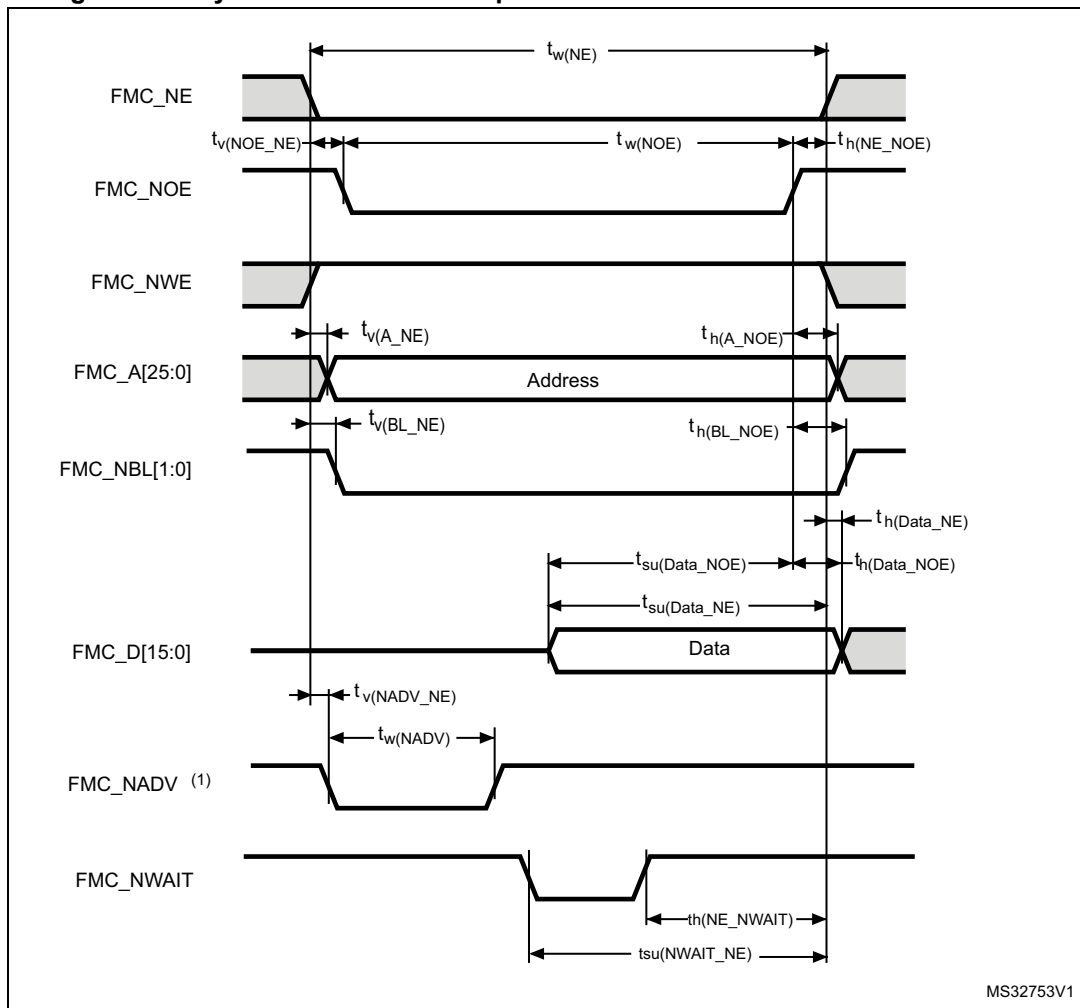 tw(NE)
FMC_NE
tv(NOE_NE)
tw(NOE)
th(NE_NOE)
FMC_NOE
FMC_NWE
tv(A_NE)
th(A_NOE)
FMC_A[25:0]
Address
tv(BL_NE)
th(BL_NOE)
FMC_NBL[1:0]
th(Data_NE)
tsu(Data_NOE)
th(Data_NOE)
tsu(Data_NE)
FMC_D[15:0]
Data
tv(NADV_NE)
tw(NADV)
FMC_NADV (1)
FMC_NWAIT
th(NE_NWAIT)
tsu(NWAIT_NE)
MS32753V1